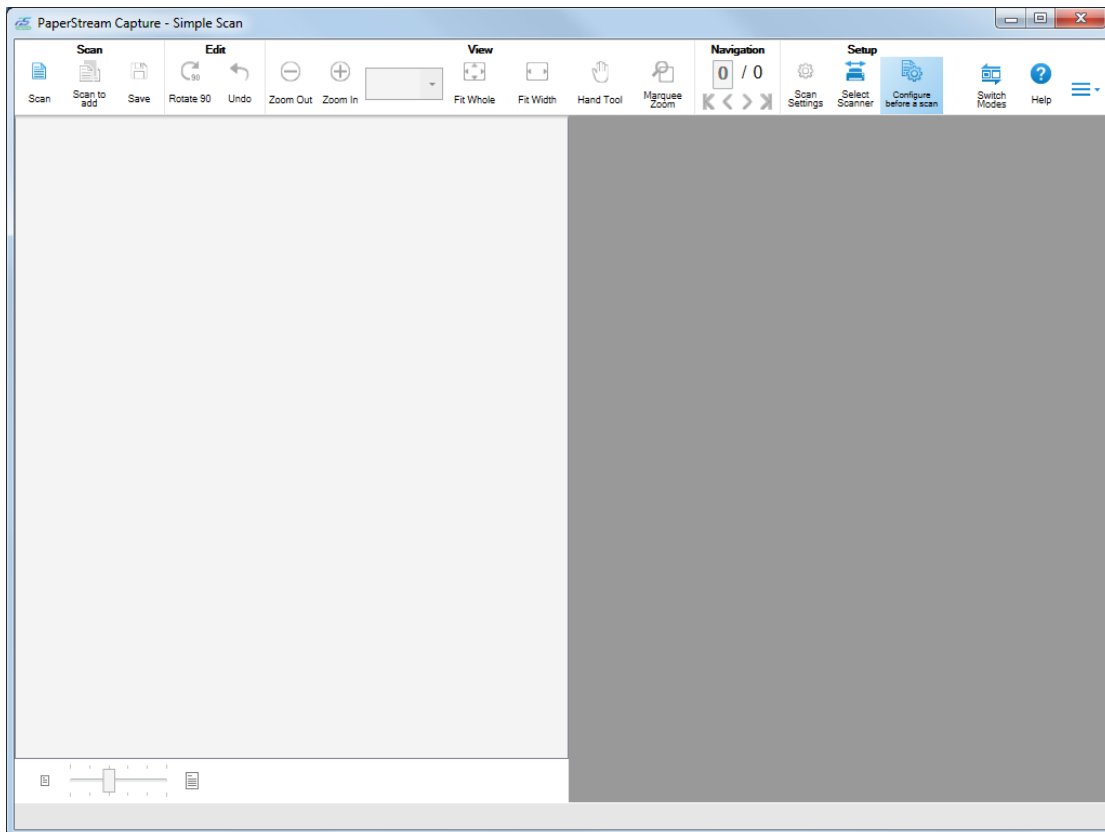 PaperStream Capture - Simple Scan
Scan Edit View Navigation Setup
90
0 / 0
?
Scan
Scan to
add
Save
Rotate 90
Undo
Zoom Out
Zoom In
Fit Whole
Fit Width
Hand Tool
Marquee
Zoom
Scan
Settings
Select
Scanner
Configure
before a scan
Switch
Modes
Help